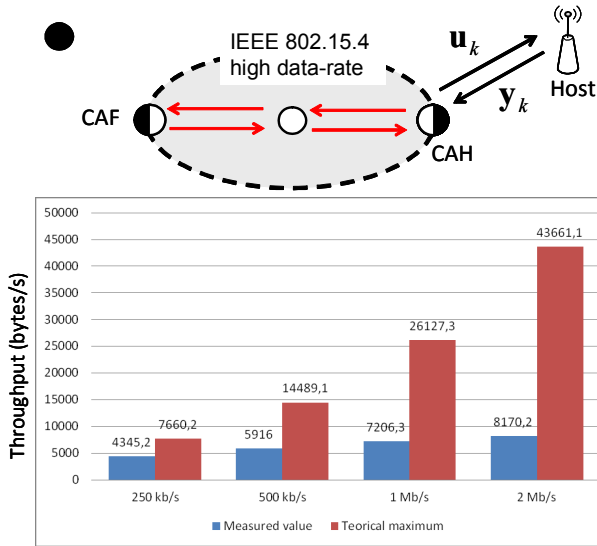 IEEE 802.15.4
high data-rate
u_k
y_k
Host
CAF
CAH
Throughput (bytes/s)
50000
45000
40000
35000
30000
25000
20000
15000
10000
5000
0
4345,2
7660,2
5916
14489,1
7206,3
26127,3
8170,2
43661,1
250 kb/s
500 kb/s
1 Mb/s
2 Mb/s
Measured value
Teorical maximum